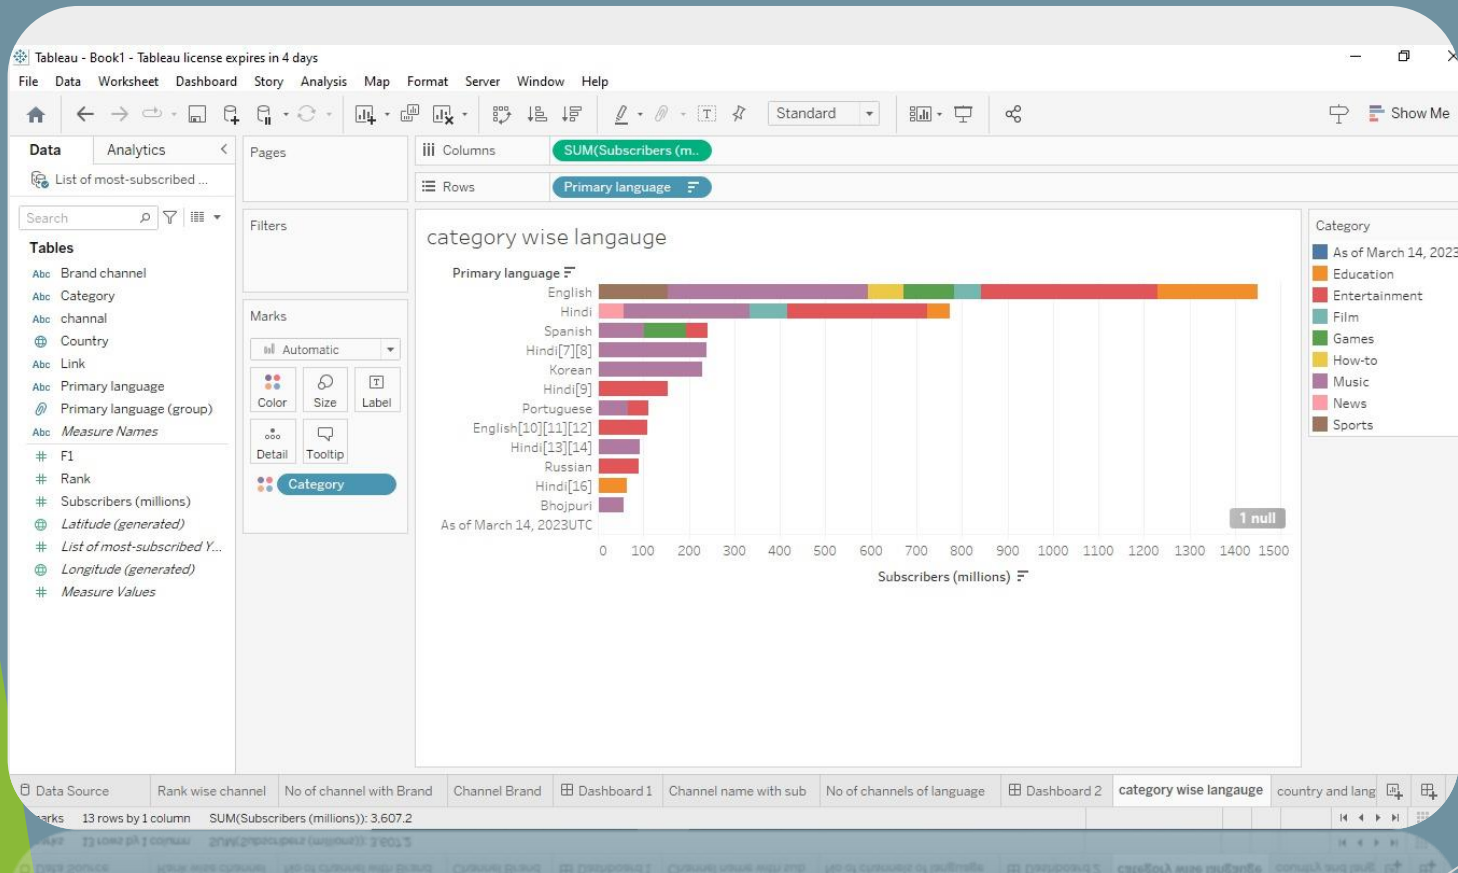 Tableau - Book1 - Tableau license expires in 4 days
File Data Worksheet Dashboard Story Analysis Map Format Server Window Help
Standard
Show Me
Data Analytics
List of most-subscribed ...
Search
Tables
Abc Brand channel
Abc Category
Abc channal
Country
Abc Link
Abc Primary language
Primary language (group)
Abc Measure Names
# F1
# Rank
# Subscribers (millions)
Latitude (generated)
# List of most-subscribed Y...
Longitude (generated)
# Measure Values
Pages
Filters
Marks
Automatic
Color Size Label
Detail Tooltip
Category
Columns SUM(Subscribers (m..
Rows Primary language
category wise langauge
Primary language
English
Hindi
Spanish
Hindi[7][8]
Korean
Hindi[9]
Portuguese
English[10][11][12]
Hindi[13][14]
Russian
Hindi[16]
Bhojpuri
As of March 14, 2023UTC
1 null
0 100 200 300 400 500 600 700 800 900 1000 1100 1200 1300 1400 1500
Subscribers (millions)
Category
As of March 14, 2023
Education
Entertainment
Film
Games
How-to
Music
News
Sports
Data Source Rank wise channel No of channel with Brand Channel Brand Dashboard 1 Channel name with sub No of channels of language Dashboard 2 category wise langauge country and lang
arks 13 rows by 1 column SUM(Subscribers (millions)): 3,607.2